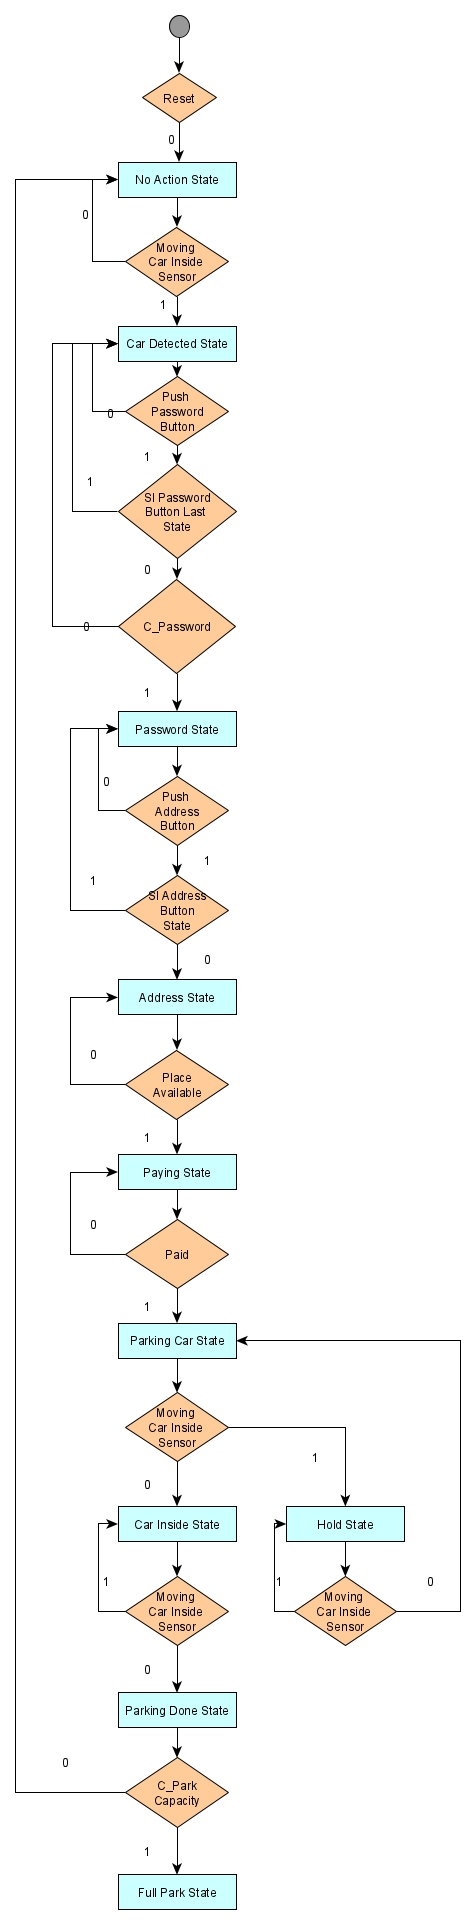 Reset
0
No Action State
0
Moving
Car Inside
Sensor
1
Car Detected State
Push
Password
Button
0
1
1
SI Password
Button Last
State
0
C_Password
0
1
Password State
0
Push
Address
Button
1
1
SI Address
Button
State
0
Address State
0
Place
Available
1
Paying State
0
Paid
1
Parking Car State
Moving
Car Inside
Sensor
1
0
Car Inside State
Hold State
1
Moving
Car Inside
Sensor
1
Moving
Car Inside
Sensor
0
0
Parking Done State
0
C_Park
Capacity
1
Full Park State